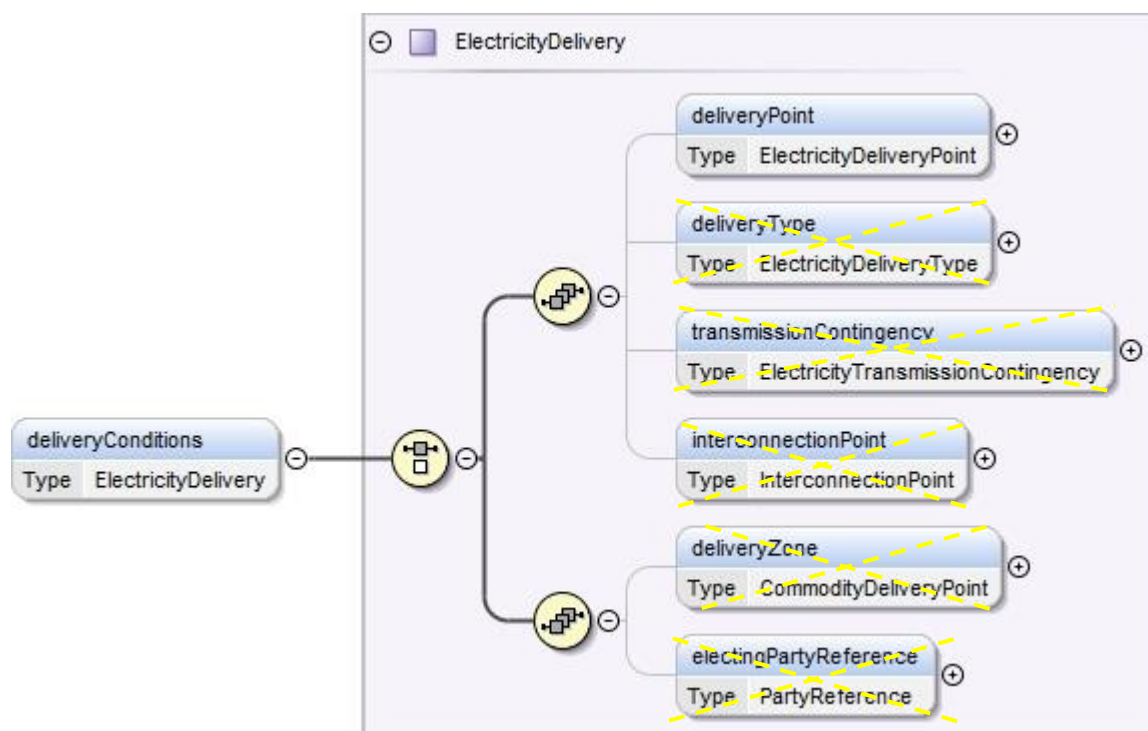 ElectricityDelivery
deliveryPoint
Type ElectricityDeliveryPoint
deliveryType
Type ElectricityDeliveryType
transmissionContingency
Type ElectricityTransmissionContingency
deliveryConditions
Type ElectricityDelivery
interconnectionPoint
Type InterconnectionPoint
deliveryZone
Type CommodityDeliveryPoint
electingPartyReference
Type PartyReference